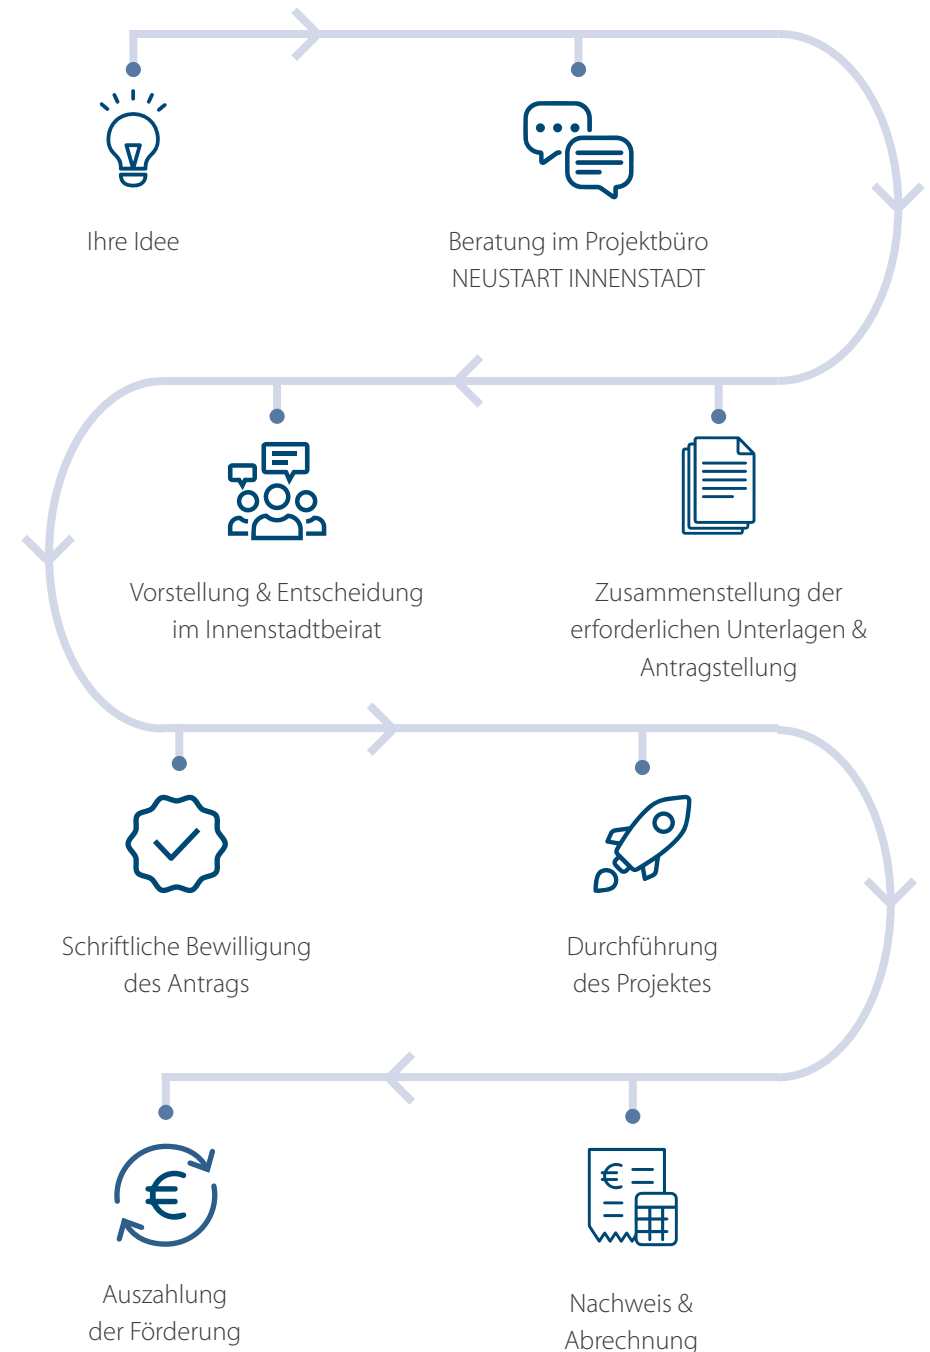 Ihre Idee
Beratung im Projektbüro
NEUSTART INNENSTADT
Zusammenstellung der
erforderlichen Unterlagen &
Antragstellung
Vorstellung & Entscheidung
im Innenstadtbeirat
Schriftliche Bewilligung
des Antrags
Durchführung
des Projektes
Nachweis &
Abrechnung
Auszahlung
der Förderung